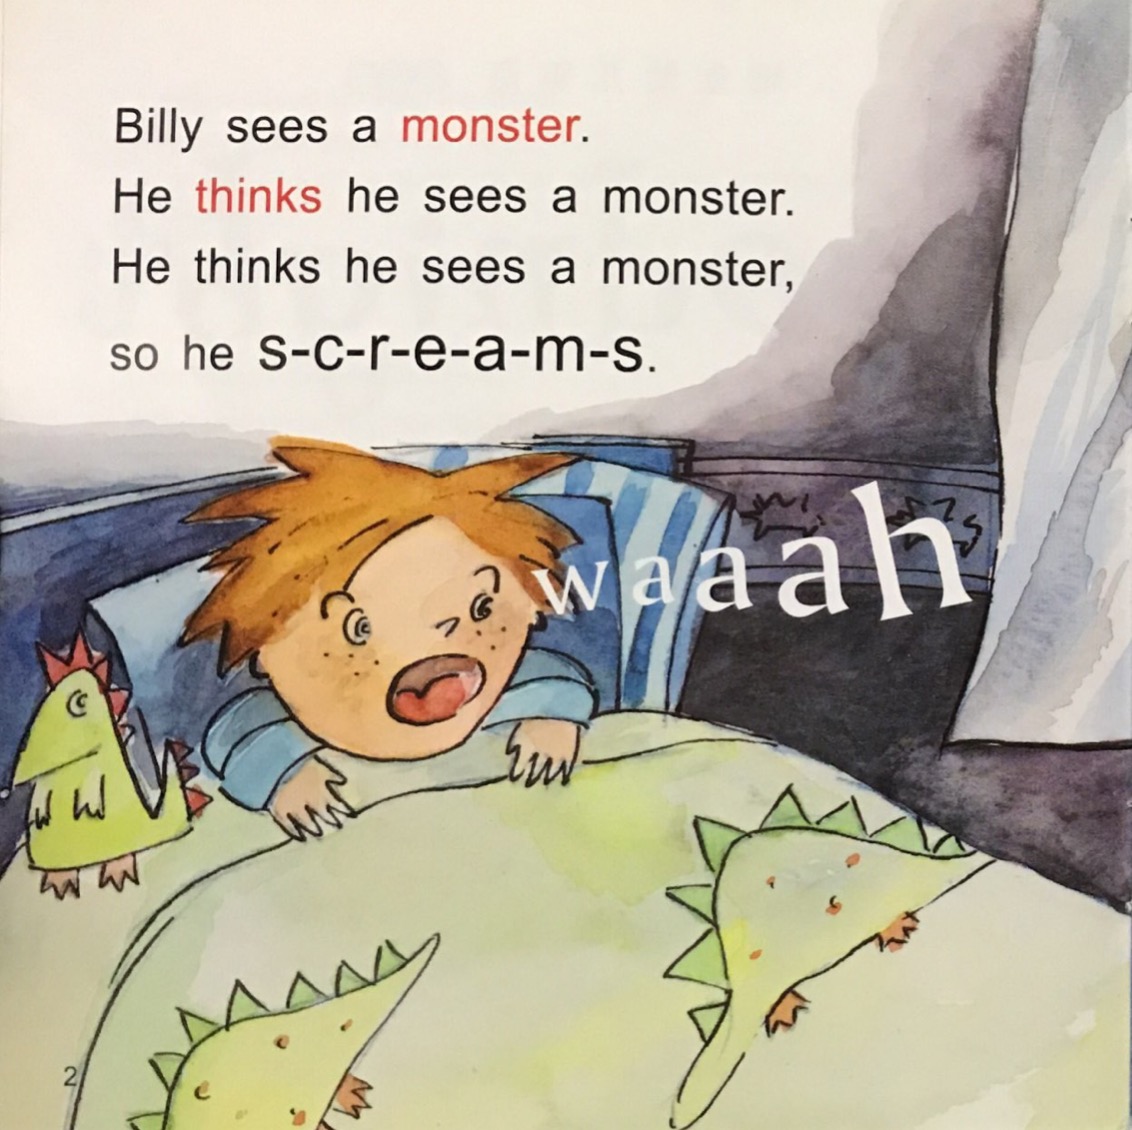 Billy sees a monster.
He thinks he sees a monster.
He thinks he sees a monster,
so he s-c-r-e-a-m-s.
waaah
2